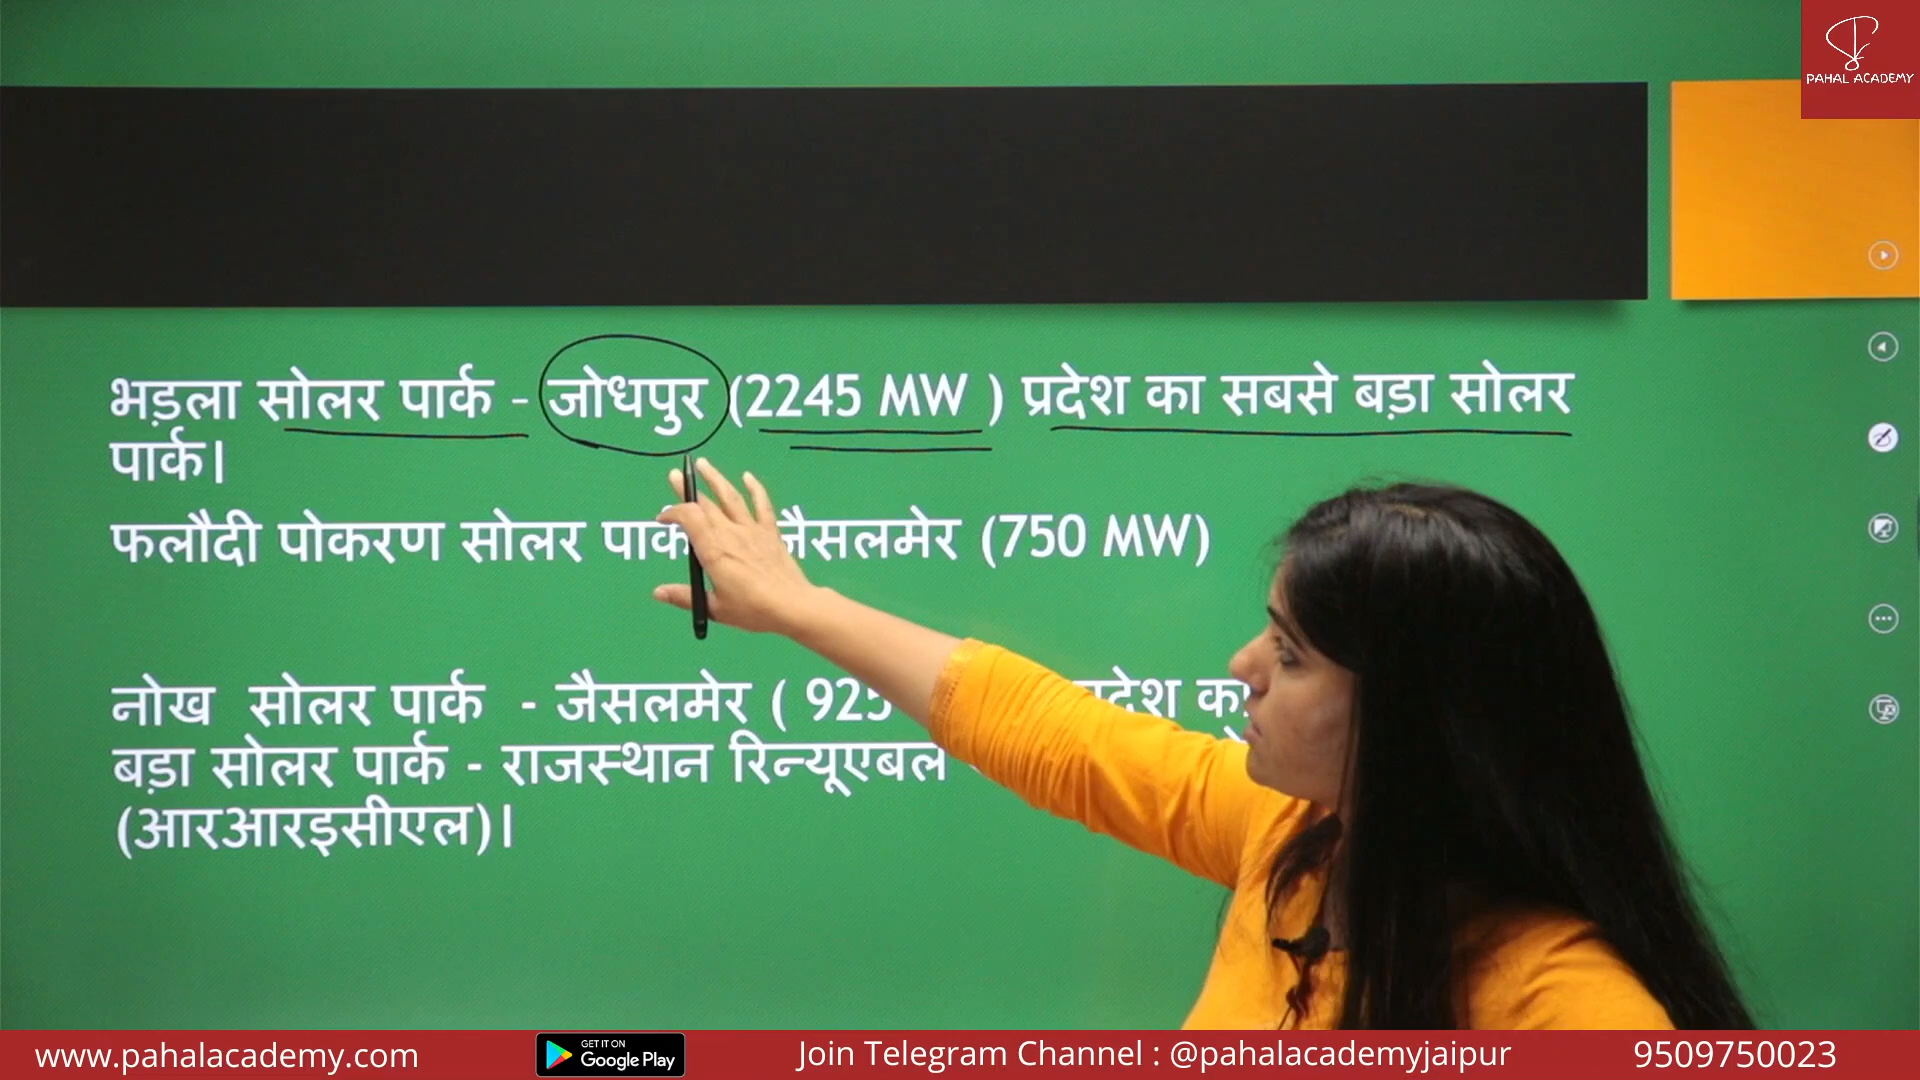 PAHAL ACADEMY
भड़ला सोलर पार्क - जोधपुर (2245 MW ) प्रदेश का सबसे बड़ा सोलर
पार्क।
फलौदी पोकरण सोलर पार्क जैसलमेर (750 MW)
नोख सोलर पार्क - जैसलमेर ( 925 का
बड़ा सोलर पार्क - राजस्थान रिन्यूएबल
(आरआरइसीएल)।
www.pahalacademy.com
GET IT ON
Google Play
Join Telegram Channel : @pahalacademyjaipur
9509750023